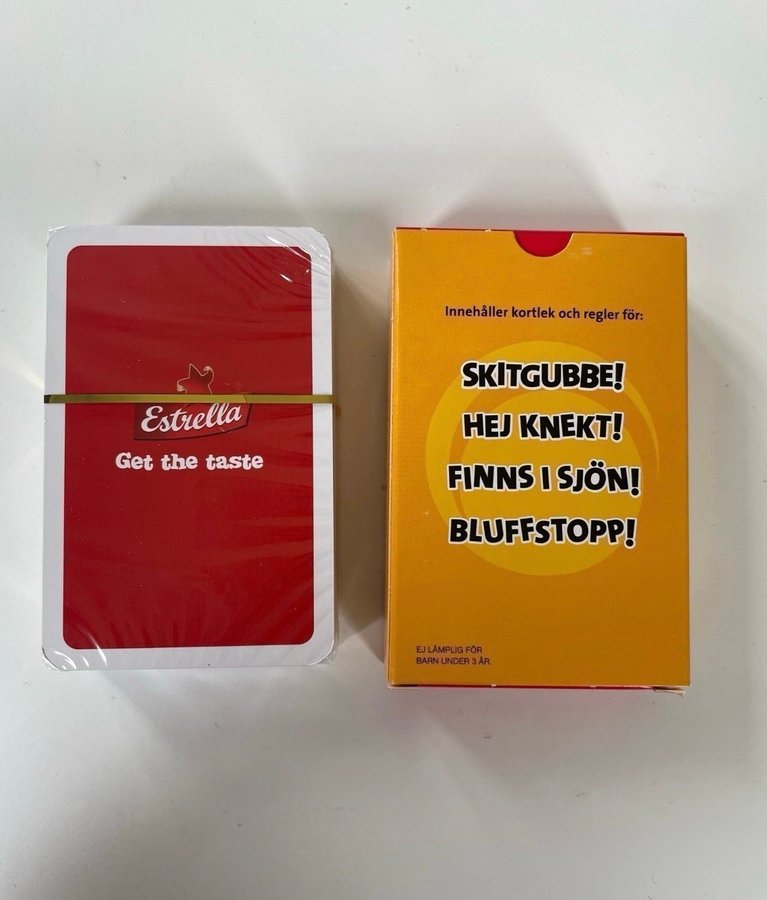 Estrella
Get the taste
Innehåller kortlek och regler för:
SKITGUBBE!
HEJ KNEKT!
FINNS I SJÖN!
BLUFFSTOPP!
EJ LÄMPLIG FÖR
BARN UNDER 3 ÅR.